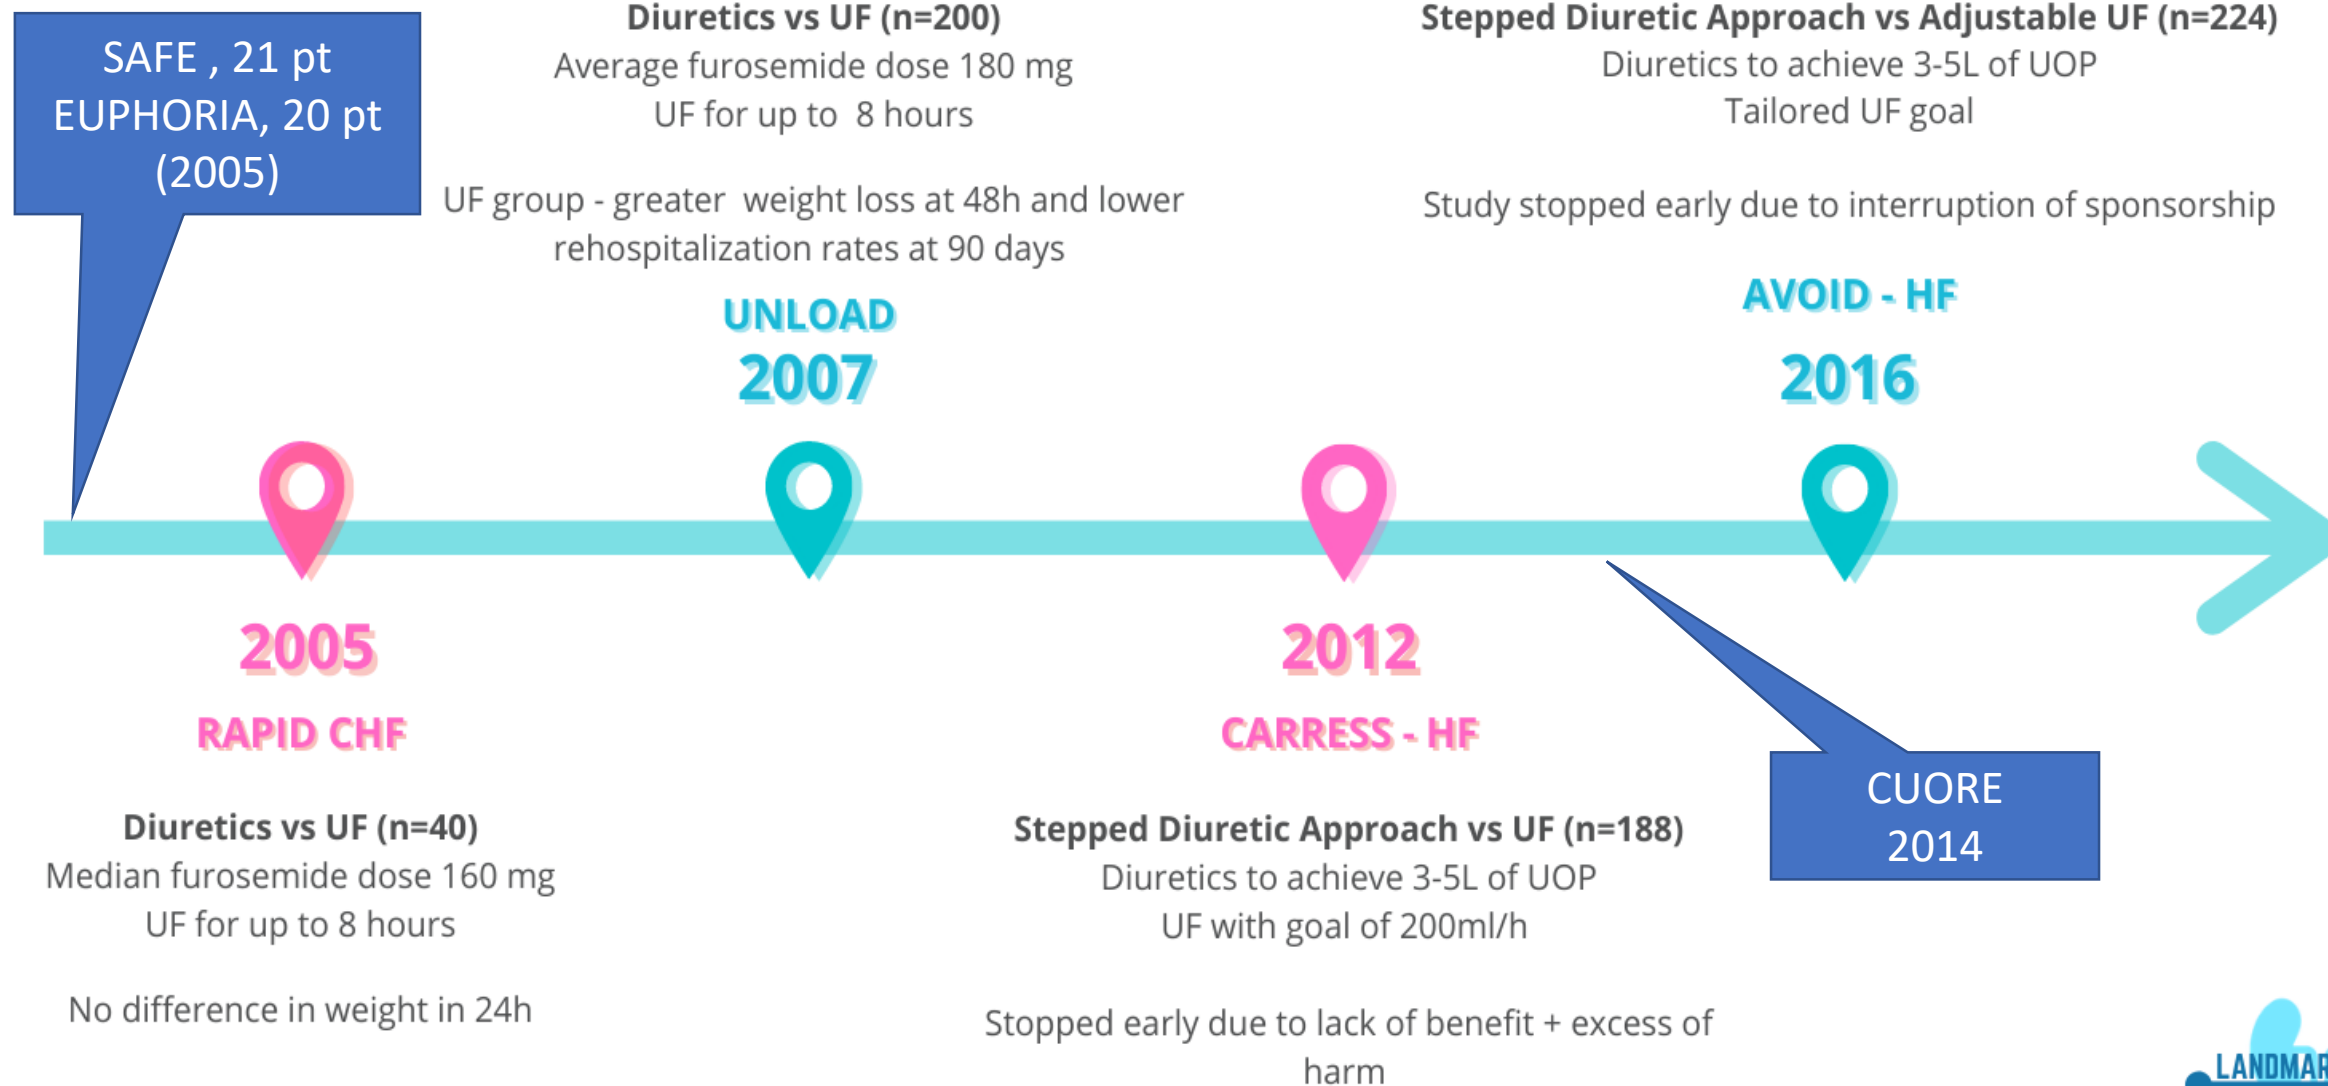 SAFE , 21 pt
EUPHORIA, 20 pt
(2005)
Diuretics vs UF (n=200)
Average furosemide dose 180 mg
UF for up to 8 hours
UF group - greater weight loss at 48h and lower
rehospitalization rates at 90 days
UNLOAD
2007
Stepped Diuretic Approach vs Adjustable UF (n=224)
Diuretics to achieve 3-5L of UOP
Tailored UF goal
Study stopped early due to interruption of sponsorship
AVOID - HF
2016
2005
RAPID CHF
Diuretics vs UF (n=40)
Median furosemide dose 160 mg
UF for up to 8 hours
No difference in weight in 24h
2012
CARRESS - HF
Stepped Diuretic Approach vs UF (n=188)
Diuretics to achieve 3-5L of UOP
UF with goal of 200ml/h
Stopped early due to lack of benefit + excess of
harm
CUORE
2014